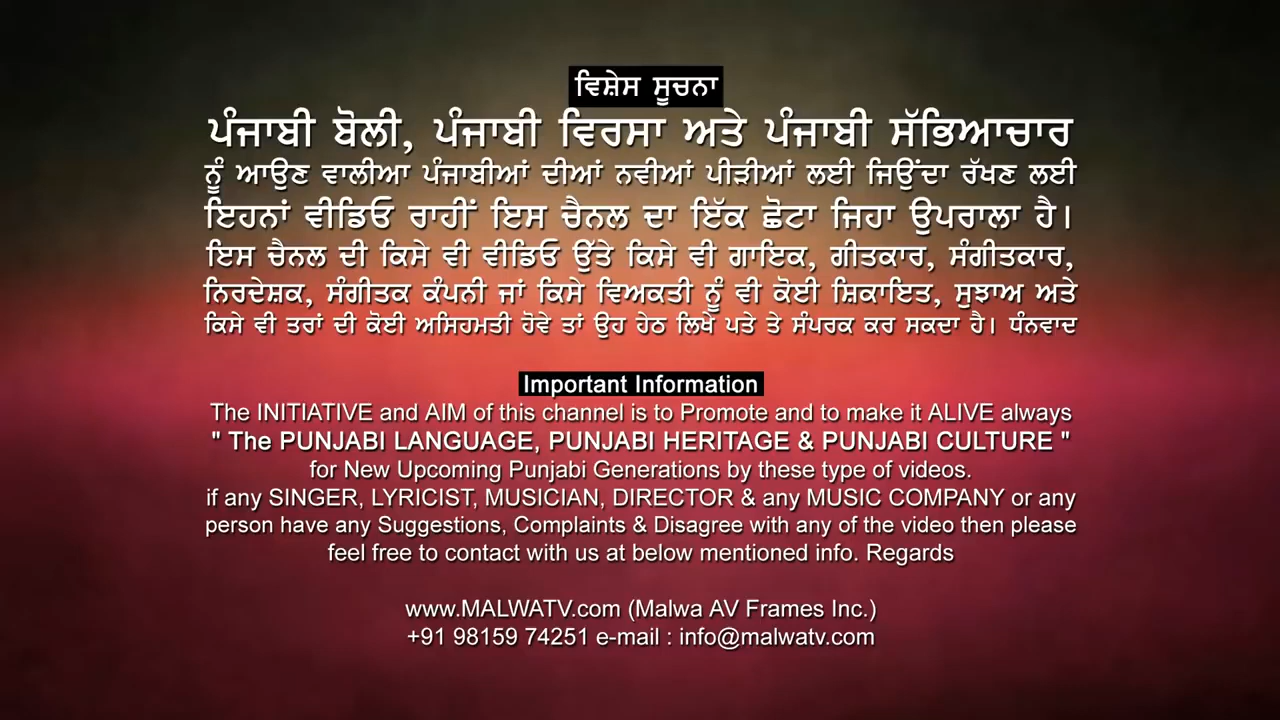 ਵਿਸ਼ੇਸ ਸੂਚਨਾ
ਪੰਜਾਬੀ ਬੋਲੀ, ਪੰਜਾਬੀ ਵਿਰਸਾ ਅਤੇ ਪੰਜਾਬੀ ਸੱਭਿਆਚਾਰ
ਨੂੰ ਆਉਣ ਵਾਲੀਆ ਪੰਜਾਬੀਆਂ ਦੀਆਂ ਨਵੀਆਂ ਪੀੜੀਆਂ ਲਈ ਜਿਉਂਦਾ ਰੱਖਣ ਲਈ
ਇਹਨਾਂ ਵੀਡਿਓ ਰਾਹੀਂ ਇਸ ਚੈਨਲ ਦਾ ਇੱਕ ਛੋਟਾ ਜਿਹਾ ਉਪਰਾਲਾ ਹੈ।
ਇਸ ਚੈਨਲ ਦੀ ਕਿਸੇ ਵੀ ਵੀਡਿਓ ਉੱਤੇ ਕਿਸੇ ਵੀ ਗਾਇਕ, ਗੀਤਕਾਰ, ਸੰਗੀਤਕਾਰ,
ਨਿਰਦੇਸ਼ਕ, ਸੰਗੀਤਕ ਕੰਪਨੀ ਜਾਂ ਕਿਸੇ ਵਿਅਕਤੀ ਨੂੰ ਵੀ ਕੋਈ ਸ਼ਿਕਾਇਤ, ਸੁਝਾਅ ਅਤੇ
ਕਿਸੇ ਵੀ ਤਰਾਂ ਦੀ ਕੋਈ ਅਸਿਹਮਤੀ ਹੋਵੇ ਤਾਂ ਉਹ ਹੇਠ ਲਿਖੇ ਪਤੇ ਤੇ ਸੰਪਰਕ ਕਰ ਸਕਦਾ ਹੈ। ਧੰਨਵਾਦ
Important Information
The INITIATIVE and AIM of this channel is to Promote and to make it ALIVE always
" The PUNJABI LANGUAGE, PUNJABI HERITAGE & PUNJABI CULTURE "
for New Upcoming Punjabi Generations by these type of videos.
if any SINGER, LYRICIST, MUSICIAN, DIRECTOR & any MUSIC COMPANY or any
person have any Suggestions, Complaints & Disagree with any of the video then please
feel free to contact with us at below mentioned info. Regards
www.MALWATV.com (Malwa AV Frames Inc.)
+91 98159 74251 e-mail : info@malwatv.com